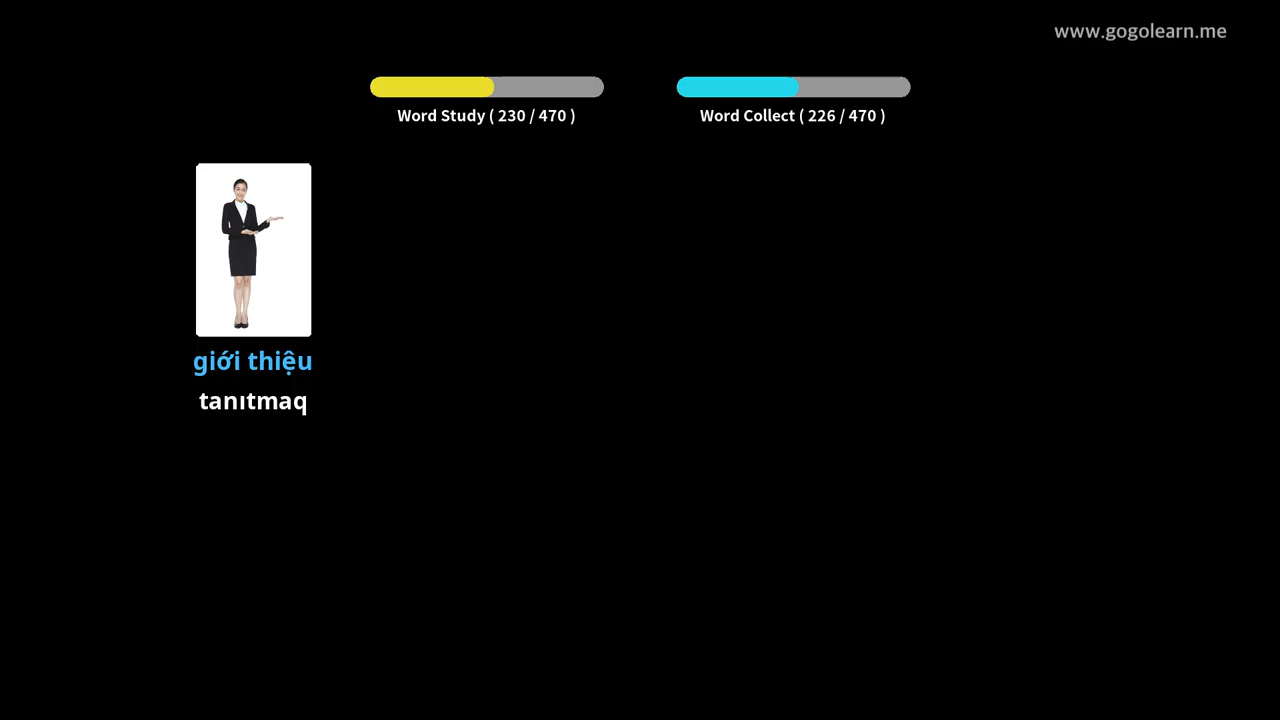 www.gogolearn.me
Word Study ( 230 / 470 )
Word Collect ( 226 / 470 )
giới thiệu
tanıtmaq